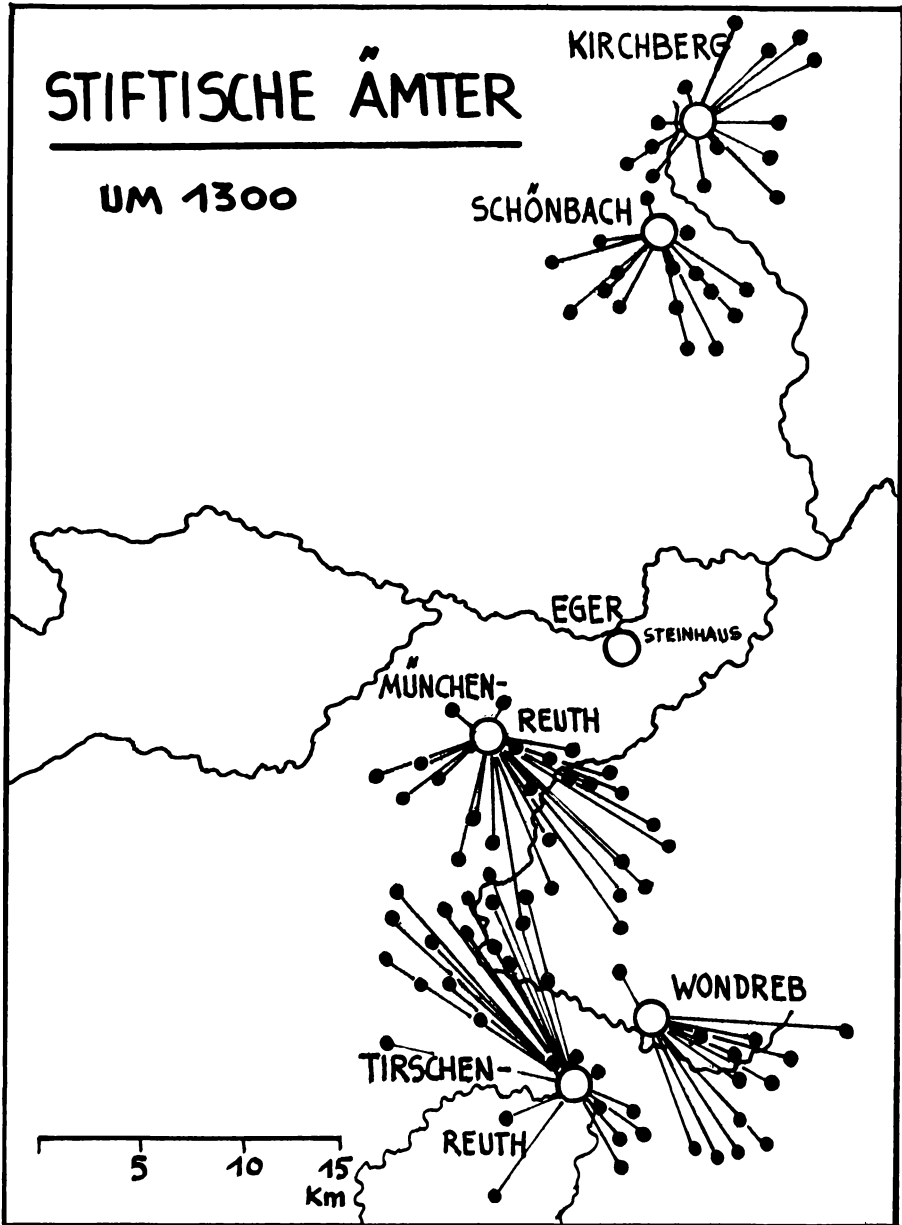 STIFTISCHE ÄMTER
UM 1300
KIRCHBERG
SCHÖNBACH
EGER
STEINHAUS
MÜNCHEN-
REUTH
WONDREB
TIRSCHEN-
REUTH
5 10 15
Km